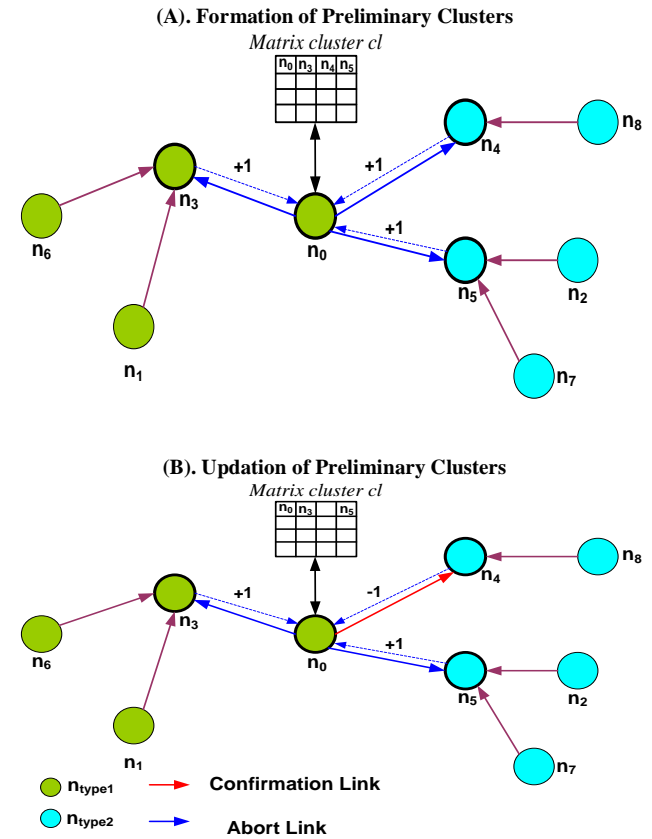 (A). Formation of Preliminary Clusters
Matrix cluster cl
n₀ n₃ n₄ n₅
n₈
n₄
+1
+1
n₃
n₆
n₀
+1
n₅
n₂
n₁
n₇
(B). Updation of Preliminary Clusters
Matrix cluster cl
n₀ n₃ n₅
n₈
n₄
+1
-1
n₃
n₆
n₀
+1
n₅
n₂
n₁
n₇
n_type1 Confirmation Link
n_type2 Abort Link